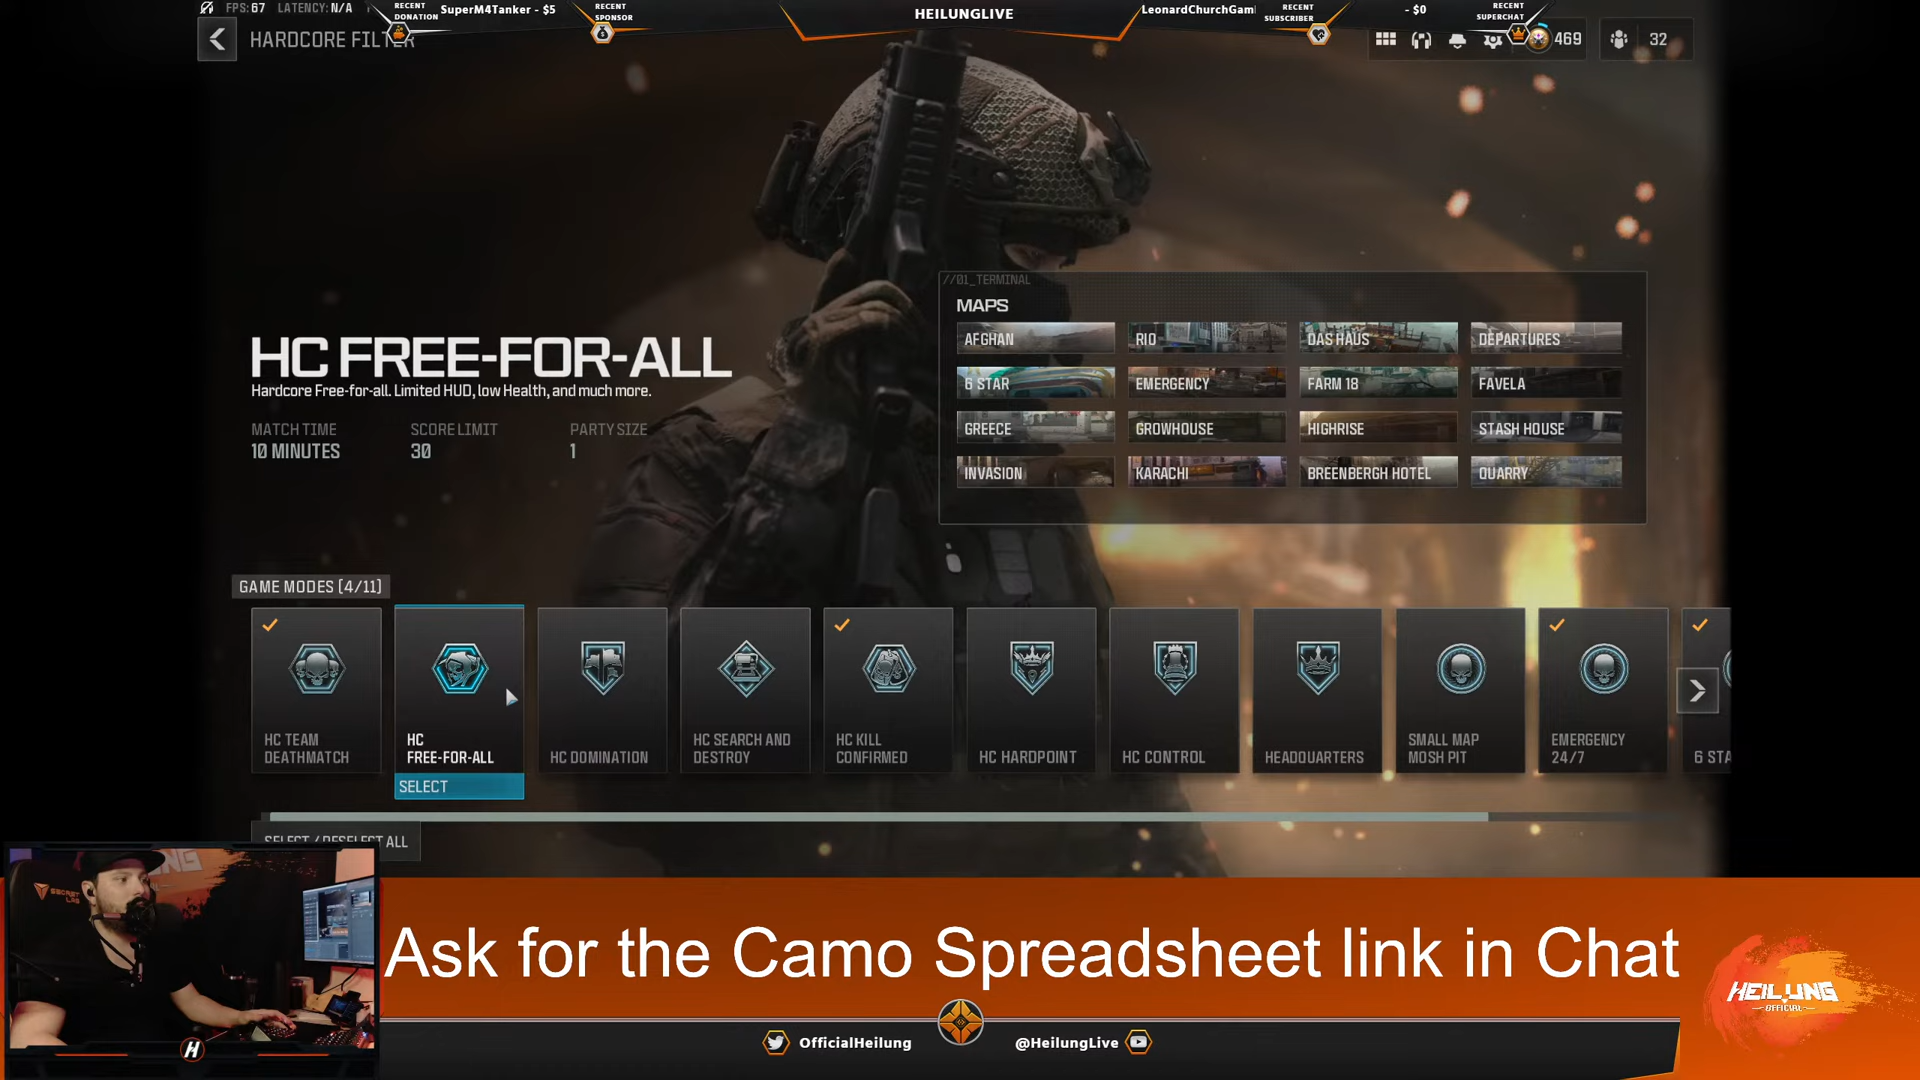 FPS: 67 LATENCY: N/A
RECENT DONATION
SuperM4Tanker - $5
RECENT SPONSOR
HEILUNGLIVE
LeonardChurchGam
RECENT SUBSCRIBER
- $0
RECENT SUPERCHAT
HARDCORE FILTER
469
32
//01_TERMINAL
MAPS
AFGHAN RIO DAS HAUS DEPARTURES
6 STAR EMERGENCY FARM 18 FAVELA
GREECE GROWHOUSE HIGHRISE STASH HOUSE
INVASION KARACHI BREENBERGH HOTEL QUARRY
HC FREE-FOR-ALL
Hardcore Free-for-all. Limited HUD, low Health, and much more.
MATCH TIME SCORE LIMIT PARTY SIZE
10 MINUTES 30 1
GAME MODES [4/11]
HC TEAM DEATHMATCH
HC FREE-FOR-ALL
SELECT
HC DOMINATION
HC SEARCH AND DESTROY
HC KILL CONFIRMED
HC HARDPOINT
HC CONTROL
HEADQUARTERS
SMALL MAP MOSH PIT
EMERGENCY 24/7
6 STA
SELECT / DESELECT ALL
SECRET LAB
Ask for the Camo Spreadsheet link in Chat
HEILUNG
OFFICIAL
H
OfficialHeilung
@HeilungLive